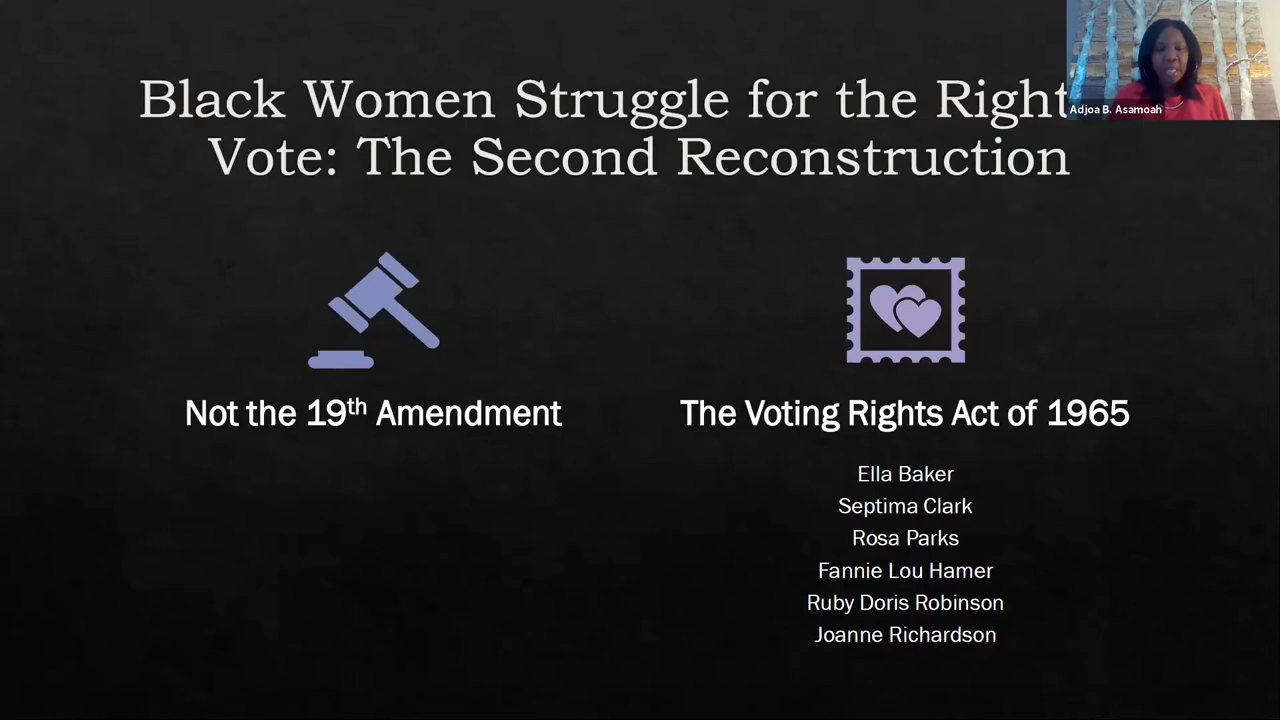 Black Women Struggle for the Right
Vote: The Second Reconstruction
Adjoa B. Asamoah
Not the 19th Amendment
The Voting Rights Act of 1965
Ella Baker
Septima Clark
Rosa Parks
Fannie Lou Hamer
Ruby Doris Robinson
Joanne Richardson